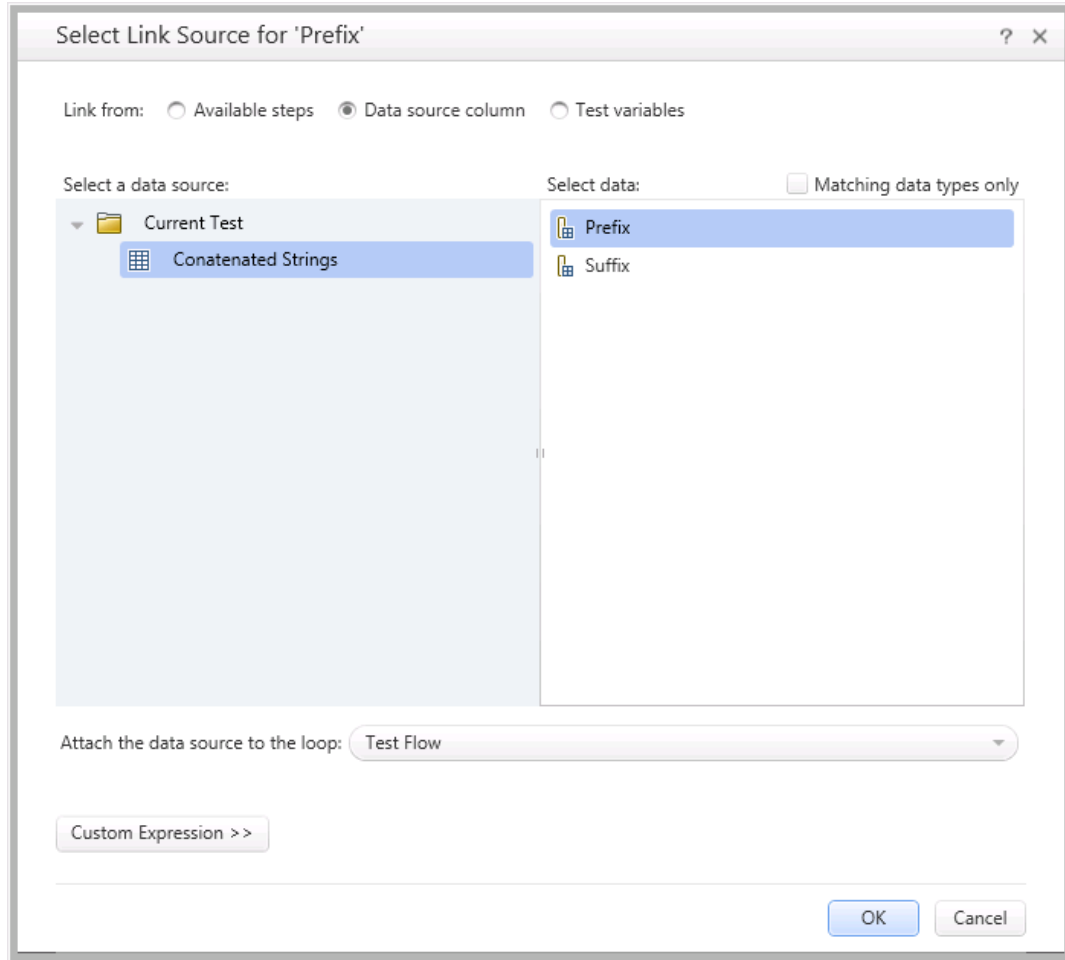 Select Link Source for 'Prefix'
? ×
Link from: Available steps Data source column Test variables
Select a data source: Select data: Matching data types only
Current Test
Prefix
Conatenated Strings
Suffix
Attach the data source to the loop: Test Flow
Custom Expression >>
OK Cancel